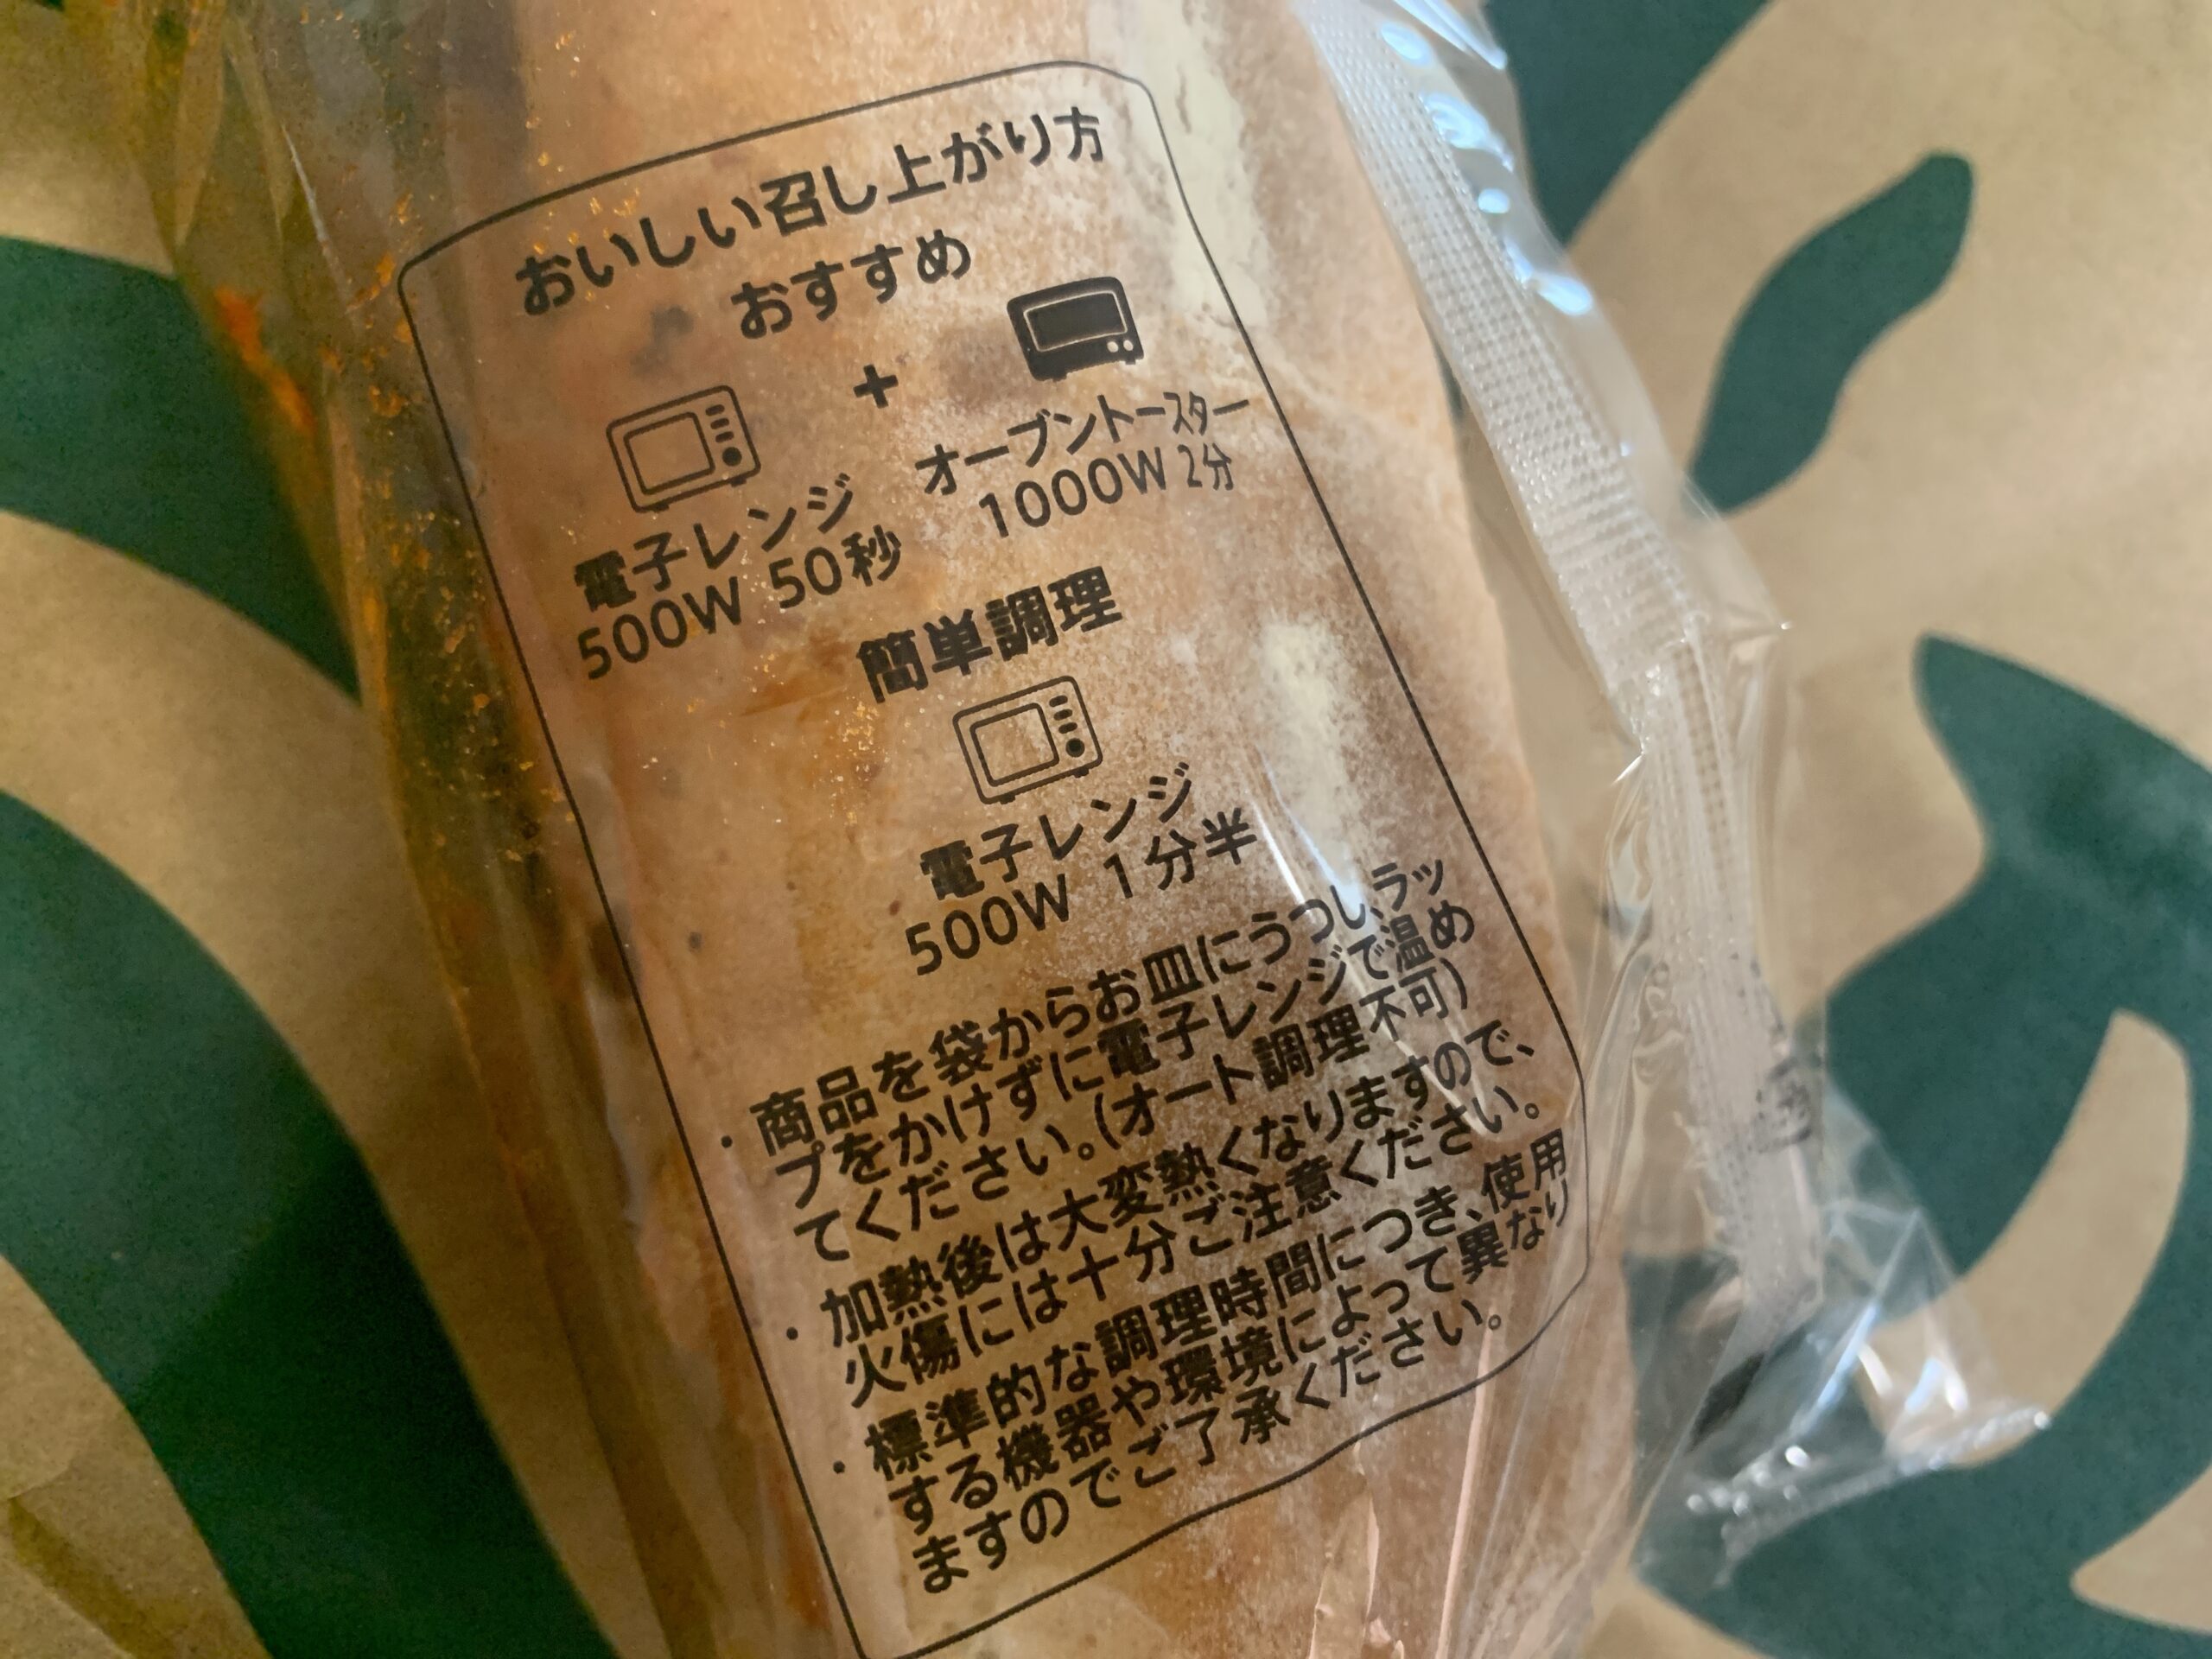 おいしい召し上がり方
おすすめ
+
電子レンジ
500W 50秒
オーブントースター
1000W 2分
簡単調理
電子レンジ
500W 1分半
・商品を袋からお皿にうつし、ラッ
プをかけずに電子レンジで温め
てください。(オート調理不可)
・加熱後は大変熱くなりますので、
火傷には十分ご注意ください。
・標準的な調理時間につき、使用
する機器や環境によって異なり
ますのでご了承ください。